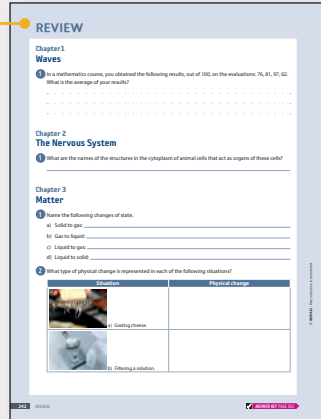 REVIEW
Chapter1
Waves
1 In a mathematics course, you obtained the following results, out of 100, on the evaluations: 76, 81, 97, 62.
What is the average of your results?
Chapter 2
The Nervous System
1 What are the names of the structures in the cytoplasm of animal cells that act as organs of these cells?
Chapter 3
Matter
1 Name the following changes of state.
a) Solid to gas:
b) Gas to liquid:
c) Liquid to gas:
d) Liquid to solid:
2 What type of physical change is represented in each of the following situations?
Situation Physical change
a) Grating cheese.
b) Filtering a solution.
242 REVIEW
ANSWER KEY PAGE